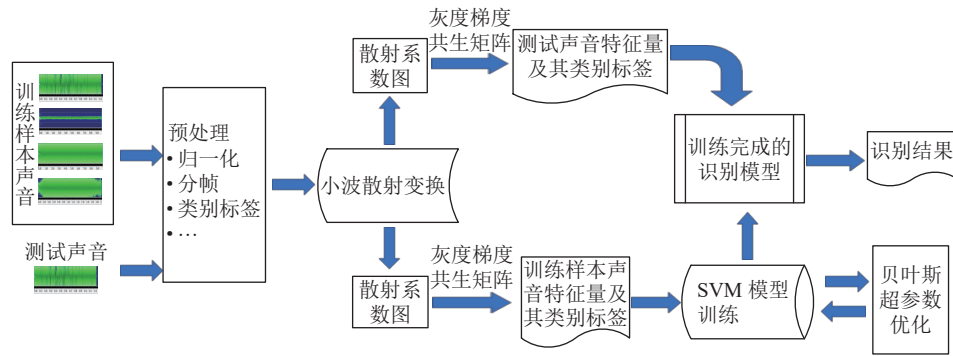 训练样本声音
测试声音
预处理
• 归一化
• 分帧
• 类别标签
• …
小波散射变换
散射系
数图
灰度梯度
共生矩阵
测试声音特征量
及其类别标签
训练完成的
识别模型
识别结果
散射系
数图
灰度梯度
共生矩阵
训练样本声
音特征量及
其类别标签
SVM 模型
训练
贝叶斯
超参数
优化